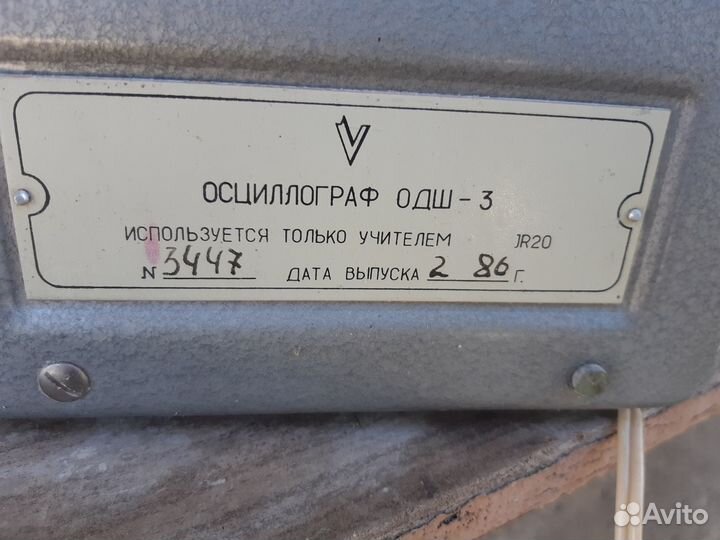 ОСЦИЛЛОГРАФ ОДШ - 3
ИСПОЛЬЗУЕТСЯ ТОЛЬКО УЧИТЕЛЕМ JR20
N 3447 ДАТА ВЫПУСКА 2 86 Г.
Avito